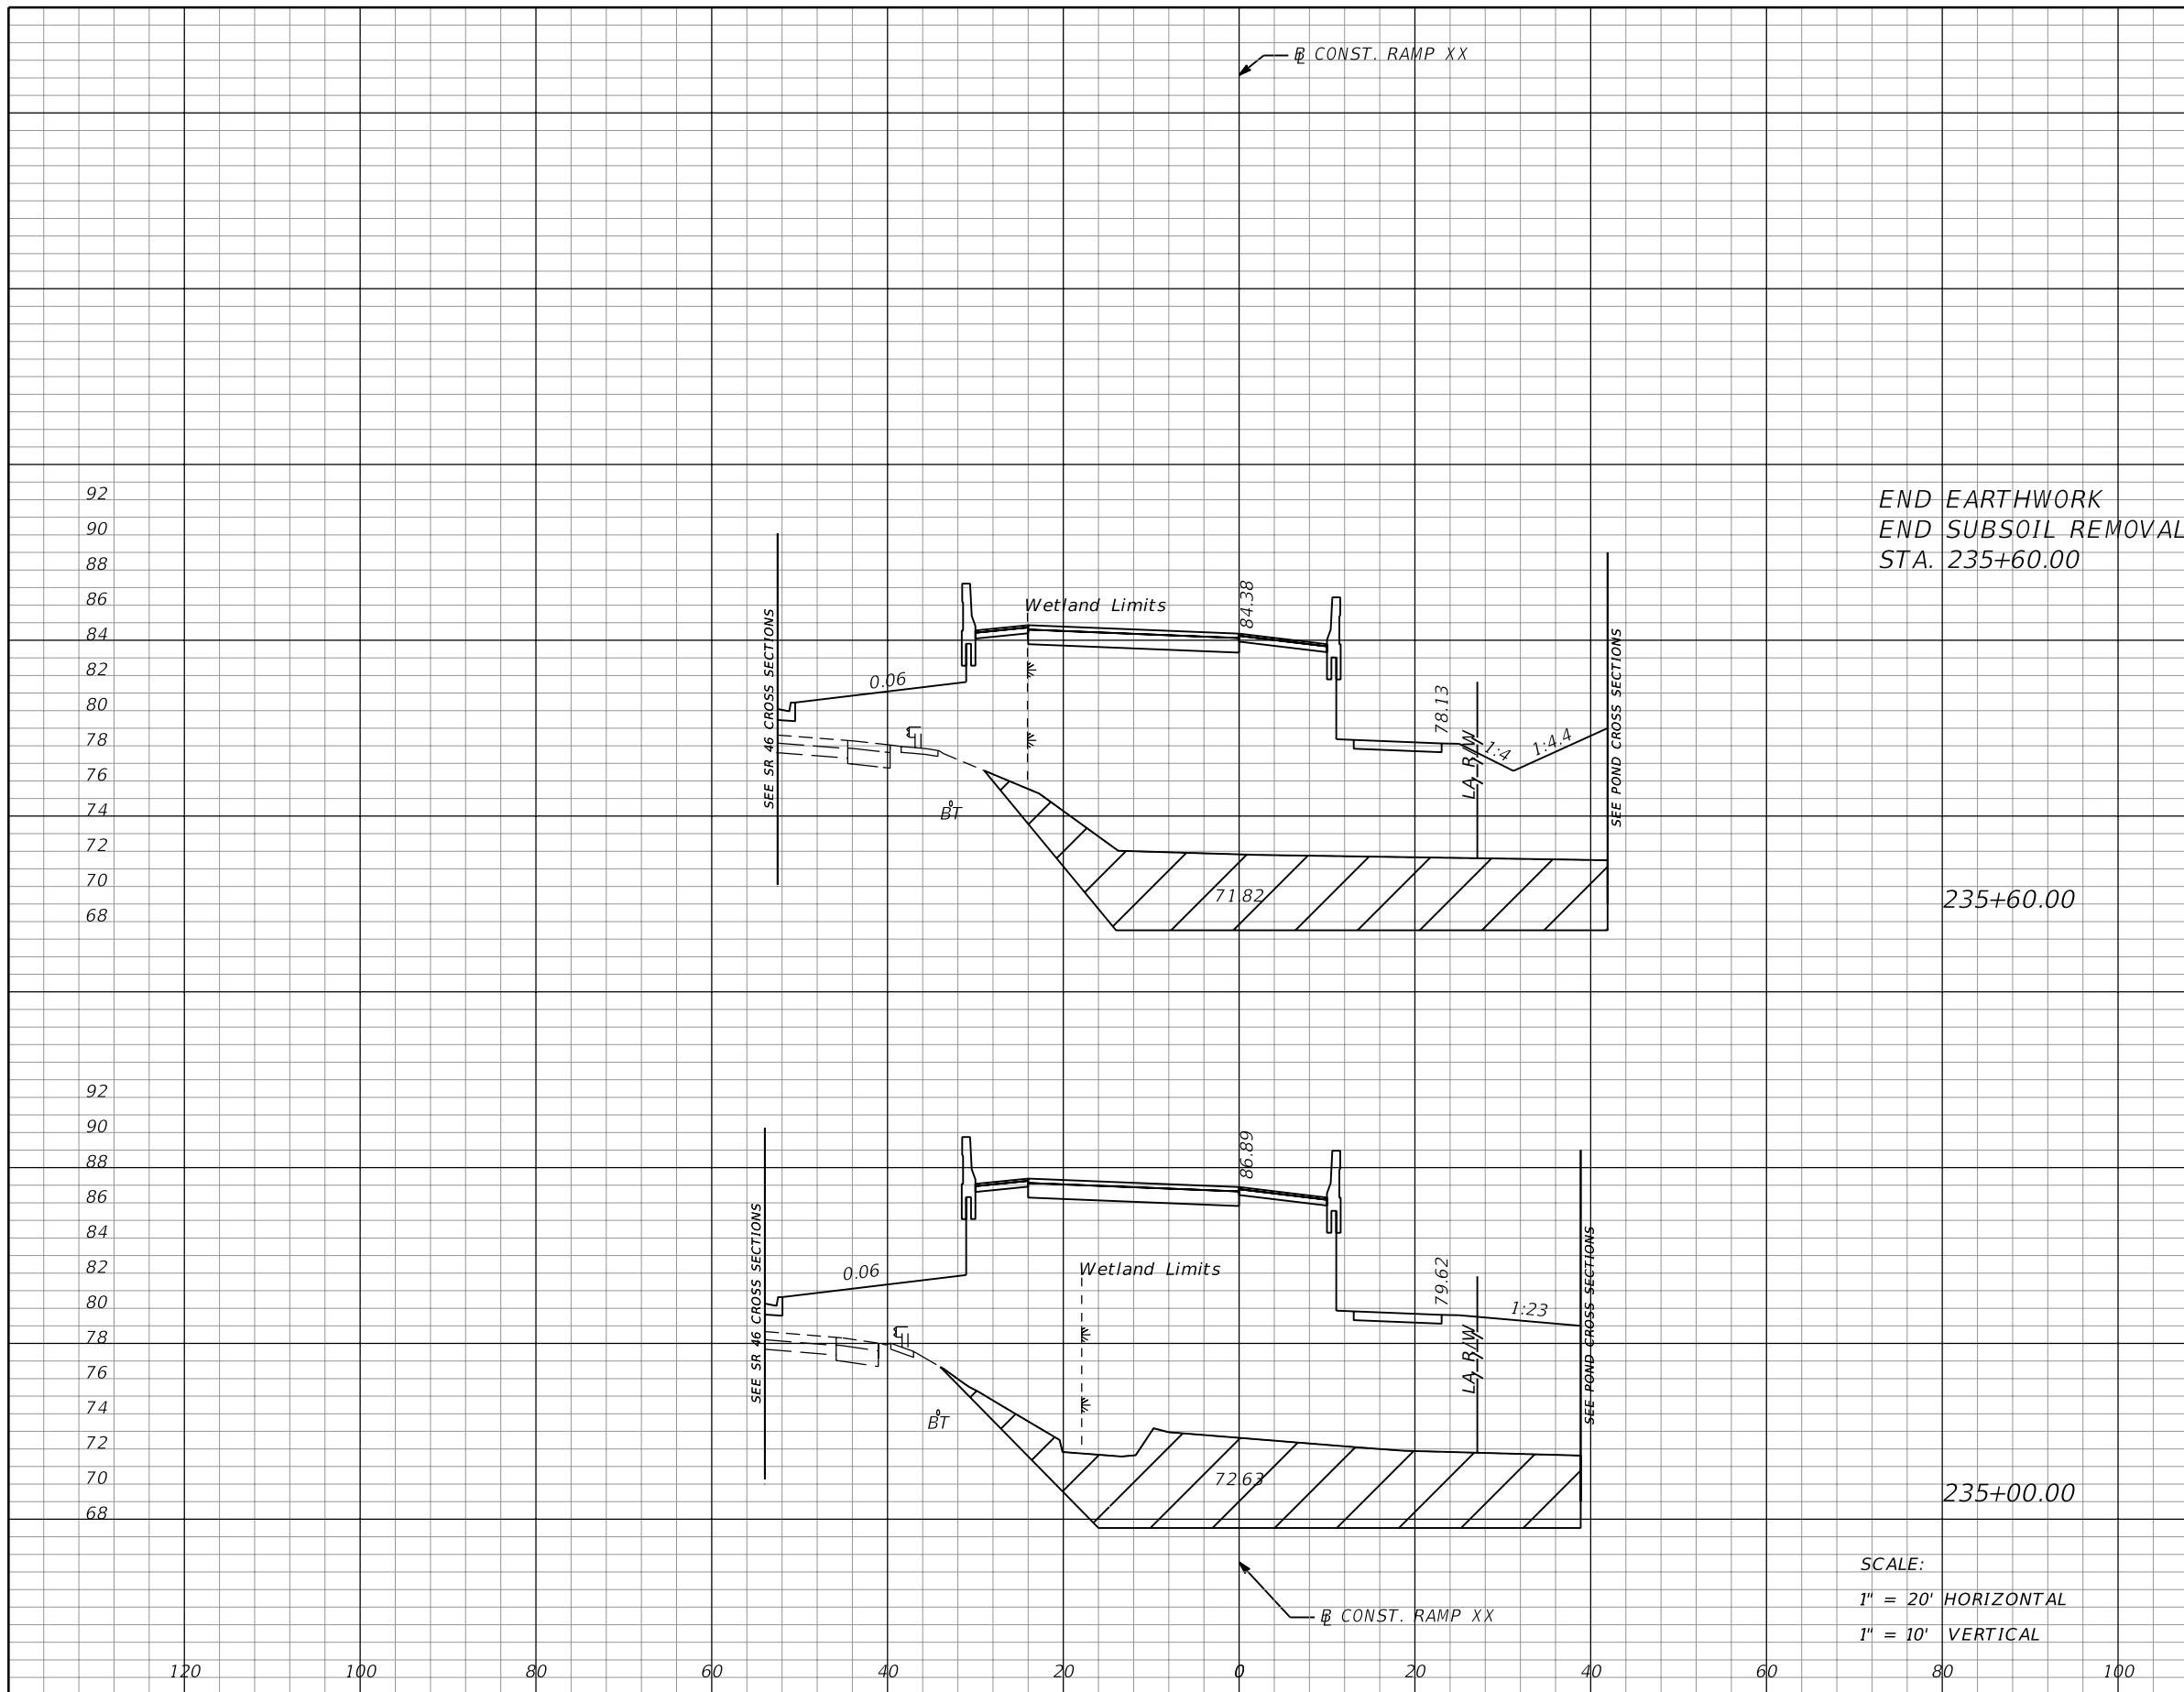 BL CONST. RAMP XX
92
90
88
86
84
82
80
78
76
74
72
70
68
END EARTHWORK
END SUBSOIL REMOVAL
STA. 235+60.00
SEE SR 46 CROSS SECTIONS
0.06
Wetland Limits
84.38
78.13
LA R/W
1:4
1:4.4
SEE POND CROSS SECTIONS
BT
71.82
235+60.00
92
90
88
86
84
82
80
78
76
74
72
70
68
SEE SR 46 CROSS SECTIONS
0.06
86.89
Wetland Limits
79.62
LA R/W
1:23
SEE POND CROSS SECTIONS
BT
72.63
235+00.00
BL CONST. RAMP XX
SCALE:
1" = 20' HORIZONTAL
1" = 10' VERTICAL
120 100 80 60 40 20 0 20 40 60 80 100